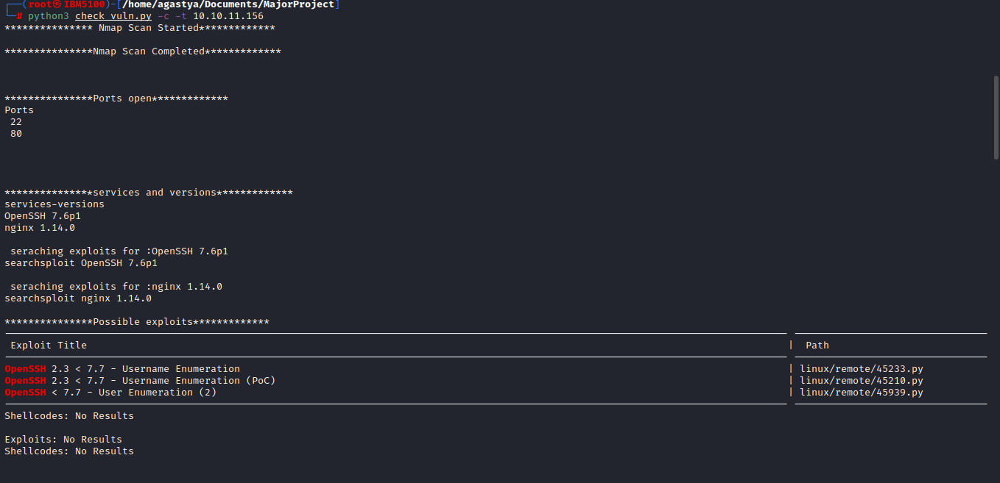 ┌──(root㉿IBM5100)-[/home/agastya/Documents/MajorProject]
└─# python3 check_vuln.py -c -t 10.10.11.156
*************** Nmap Scan Started*************
***************Nmap Scan Completed*************
***************Ports open*************
Ports
22
80
***************services and versions*************
services-versions
OpenSSH 7.6p1
nginx 1.14.0
seraching exploits for :OpenSSH 7.6p1
searchsploit OpenSSH 7.6p1
seraching exploits for :nginx 1.14.0
searchsploit nginx 1.14.0
***************Possible exploits*************
Exploit Title | Path
OpenSSH 2.3 < 7.7 - Username Enumeration | linux/remote/45233.py
OpenSSH 2.3 < 7.7 - Username Enumeration (PoC) | linux/remote/45210.py
OpenSSH < 7.7 - User Enumeration (2) | linux/remote/45939.py
Shellcodes: No Results
Exploits: No Results
Shellcodes: No Results